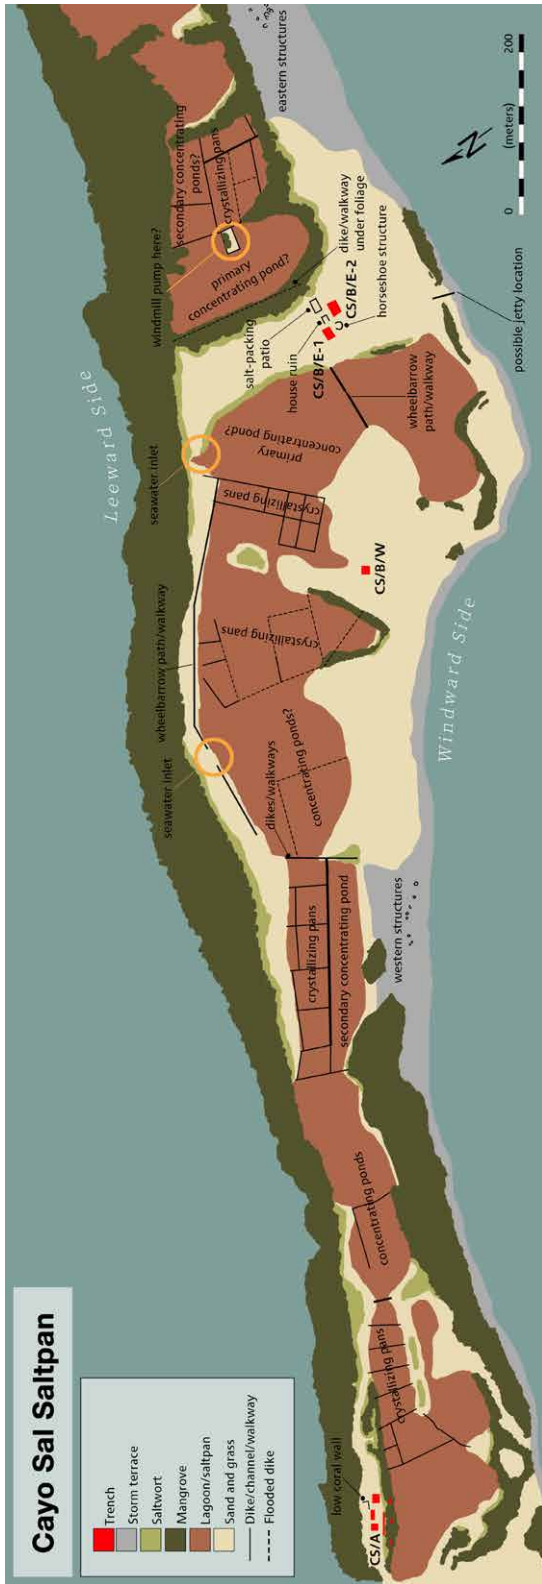 Cayo Sal Saltpan
Trench
Storm terrace
Saltwort
Mangrove
Lagoon/saltpan
Sand and grass
Dike/channel/walkway
Flooded dike
CS/A
low coral wall
crystallizing pans
concentrating ponds
crystallizing pans
secondary concentrating pond
western structures
dikes/walkways
concentrating ponds?
seawater inlet
wheelbarrow path/walkway
crystallizing pans
CS/B/W
Leeward Side
Windward Side
seawater inlet
crystallizing pans
primary
concentrating pond?
wheelbarrow
path/walkway
CS/B/E-1
house ruin
salt-packing
patio
CS/B/E-2
horseshoe structure
dike/walkway
under foliage
possible jetty location
windmill pump here?
primary
concentrating pond?
secondary concentrating
ponds?
crystallizing pans
eastern structures
N
0
(meters)
200